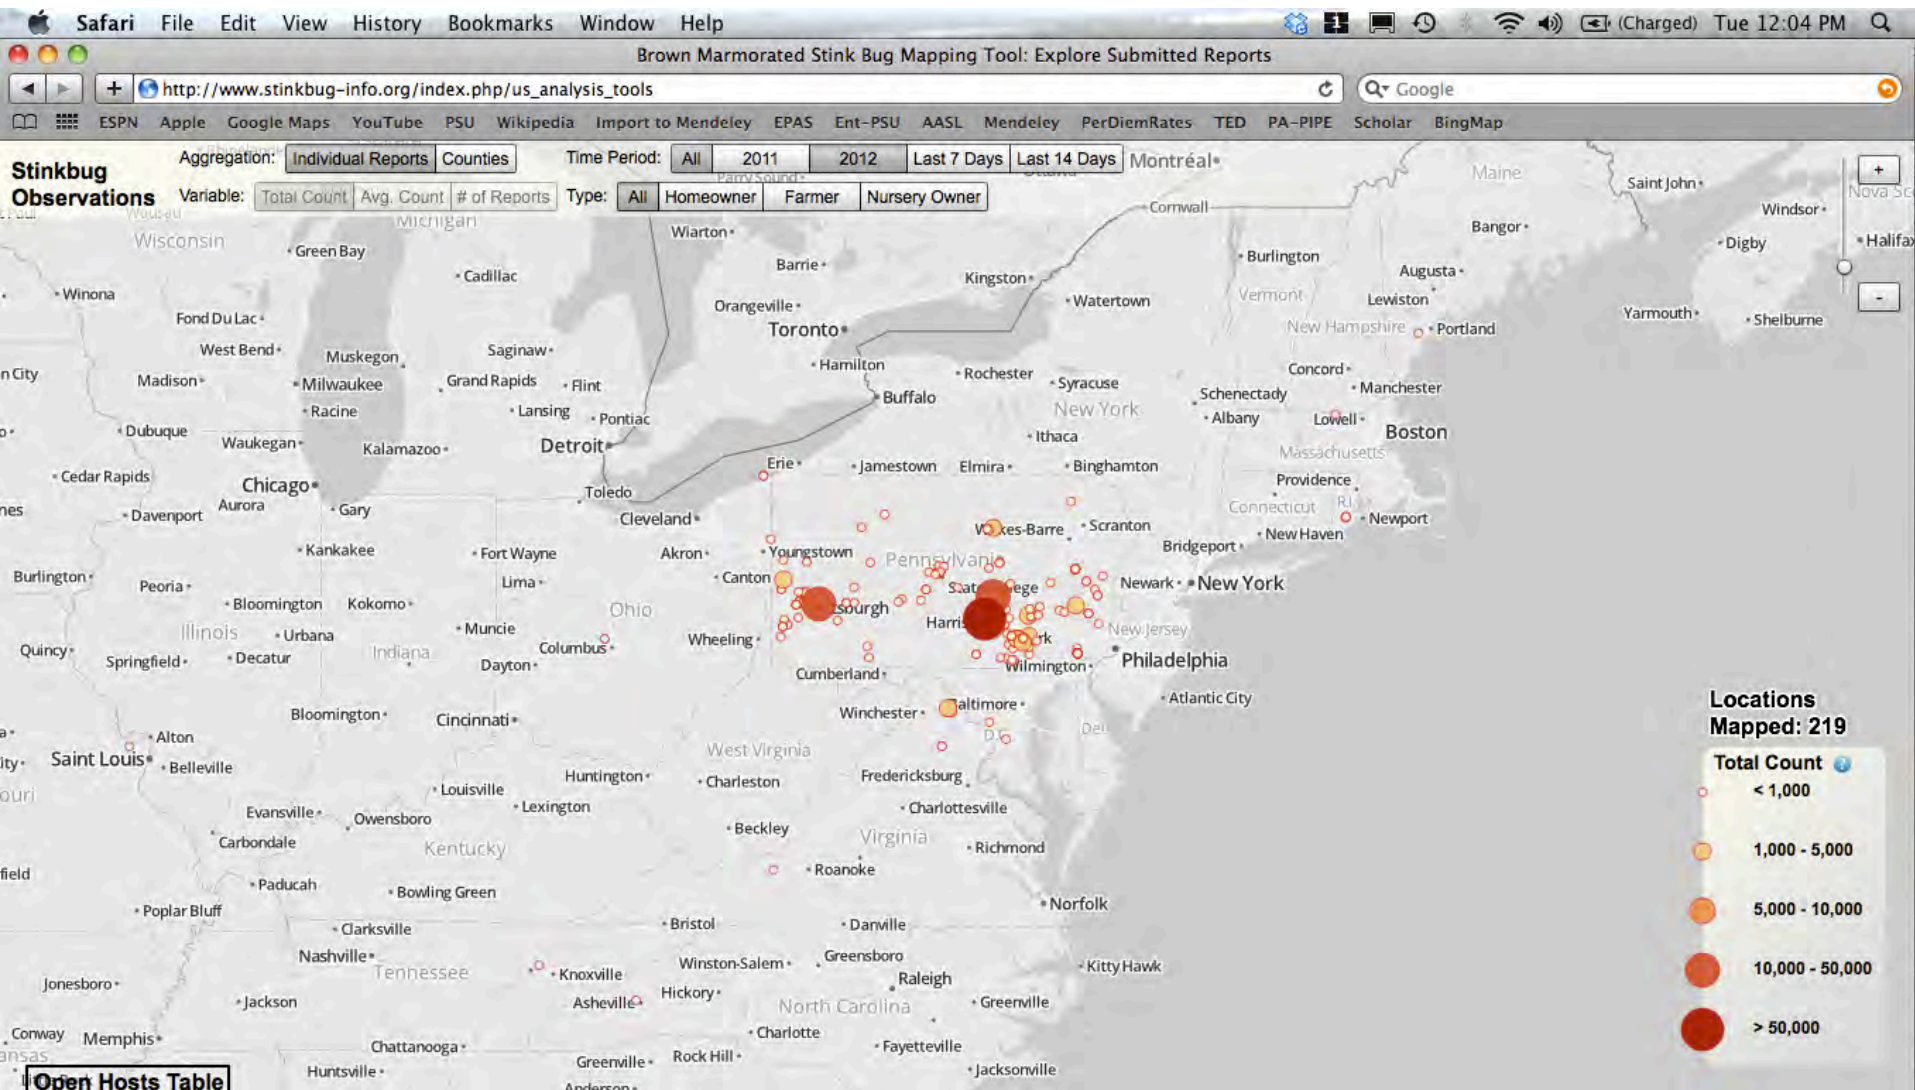 Safari File Edit View History Bookmarks Window Help (Charged) Tue 12:04 PM
Brown Marmorated Stink Bug Mapping Tool: Explore Submitted Reports
http://www.stinkbug-info.org/index.php/us_analysis_tools Google
ESPN Apple Google Maps YouTube PSU Wikipedia Import to Mendeley EPAS Ent-PSU AASL Mendeley PerDiemRates TED PA-PIPE Scholar BingMap
Stinkbug Observations
Aggregation: Individual Reports Counties Time Period: All 2011 2012 Last 7 Days Last 14 Days
Variable: Total Count Avg. Count # of Reports Type: All Homeowner Farmer Nursery Owner
Montréal
Maine
Saint John
Parry Sound
Cornwall
Windsor
Michigan
Wiarton
Bangor
Wisconsin
Green Bay
Digby
Halifax
Burlington
Barrie
Cadillac
Kingston
Augusta
Winona
Vermont
Watertown
Lewiston
Orangeville
Fond Du Lac
Yarmouth
Shelburne
Toronto
New Hampshire
Portland
West Bend
Muskegon
Saginaw
Hamilton
Rochester
Concord
Madison
Milwaukee
Grand Rapids
Flint
Syracuse
Manchester
Buffalo
Schenectady
Racine
Lansing
Pontiac
New York
Albany
Lowell
Dubuque
Waukegan
Kalamazoo
Detroit
Ithaca
Boston
Massachusetts
Erie
Jamestown
Elmira
Binghamton
Cedar Rapids
Chicago
Toledo
Providence
Aurora
Gary
Connecticut
R.I.
Davenport
Cleveland
Scranton
Newport
New Haven
Kankakee
Fort Wayne
Akron
Youngstown
Pennsylvania
Bridgeport
Burlington
Peoria
Lima
Canton
Newark
New York
Bloomington
Kokomo
Ohio
Illinois
Urbana
Muncie
New Jersey
Quincy
Springfield
Decatur
Indiana
Columbus
Wheeling
Dayton
Wilmington
Philadelphia
Cumberland
Atlantic City
Bloomington
Cincinnati
Winchester
Del
Alton
West Virginia
Saint Louis
Belleville
Huntington
Charleston
Fredericksburg
Louisville
Lexington
Charlottesville
Evansville
Owensboro
Beckley
Virginia
Carbondale
Kentucky
Richmond
Roanoke
Paducah
Bowling Green
Poplar Bluff
Norfolk
Clarksville
Bristol
Danville
Nashville
Tennessee
Knoxville
Winston-Salem
Greensboro
Kitty Hawk
Jonesboro
Raleigh
Jackson
Asheville
Hickory
North Carolina
Greenville
Conway
Memphis
Charlotte
Chattanooga
Fayetteville
Greenville
Rock Hill
Huntsville
Jacksonville
Anderson
Locations
Mapped: 219
Total Count
< 1,000
1,000 - 5,000
5,000 - 10,000
10,000 - 50,000
> 50,000
Open Hosts Table